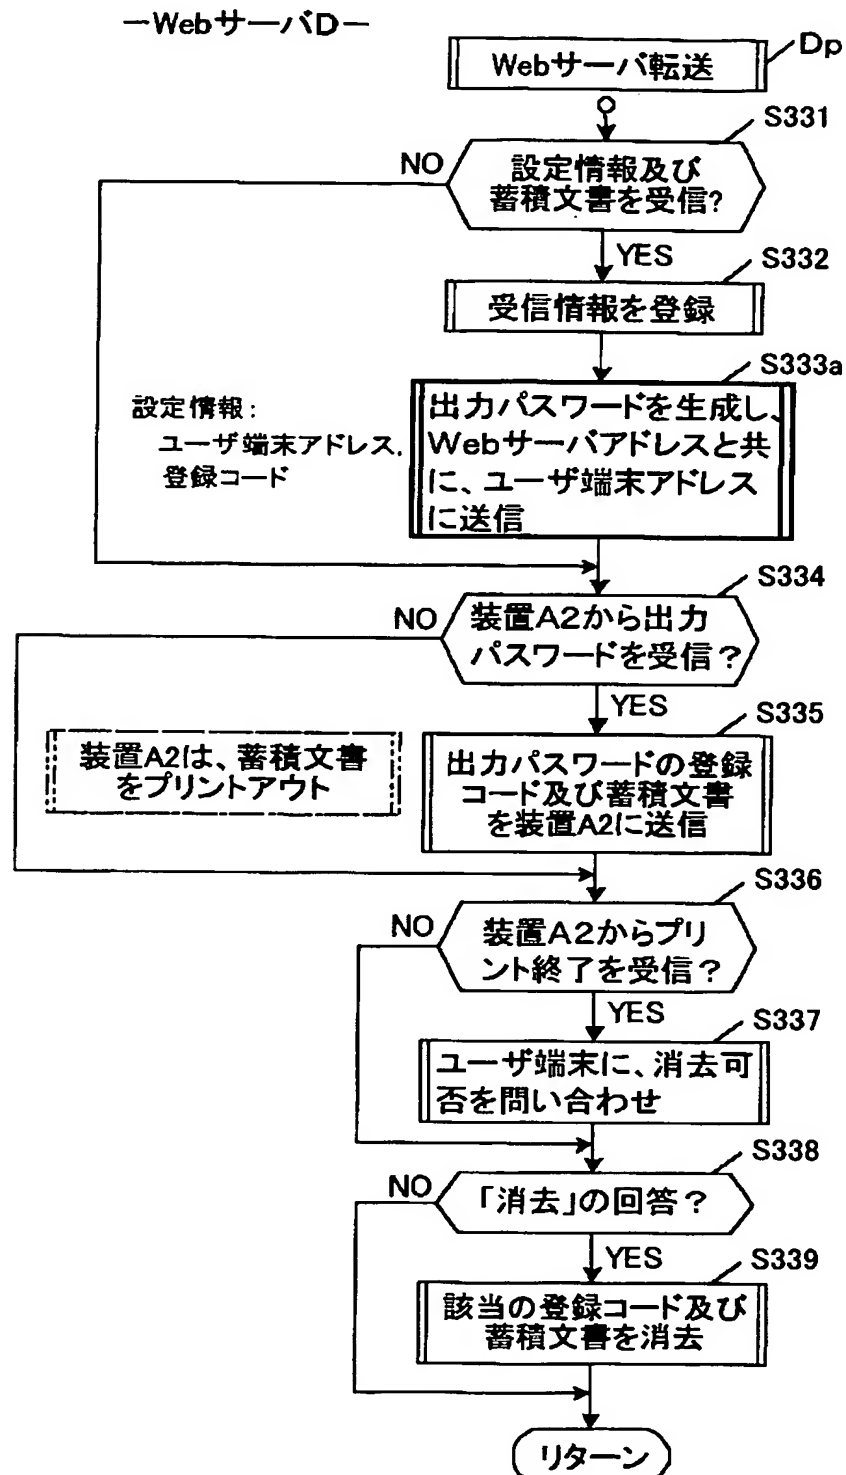 －WebサーバD－
Dp
Webサーバ転送
S331
NO
設定情報及び
蓄積文書を受信?
YES
S332
受信情報を登録
S333a
設定情報:
ユーザ端末アドレス,
登録コード
出力パスワードを生成し、
Webサーバアドレスと共
に、ユーザ端末アドレス
に送信
S334
NO
装置A2から出力
パスワードを受信？
YES
S335
装置A2は、蓄積文書
をプリントアウト
出力パスワードの登録
コード及び蓄積文書
を装置A2に送信
S336
NO
装置A2からプリ
ント終了を受信？
YES
S337
ユーザ端末に、消去可
否を問い合わせ
S338
NO
「消去」の回答？
YES
S339
該当の登録コード及び
蓄積文書を消去
リターン